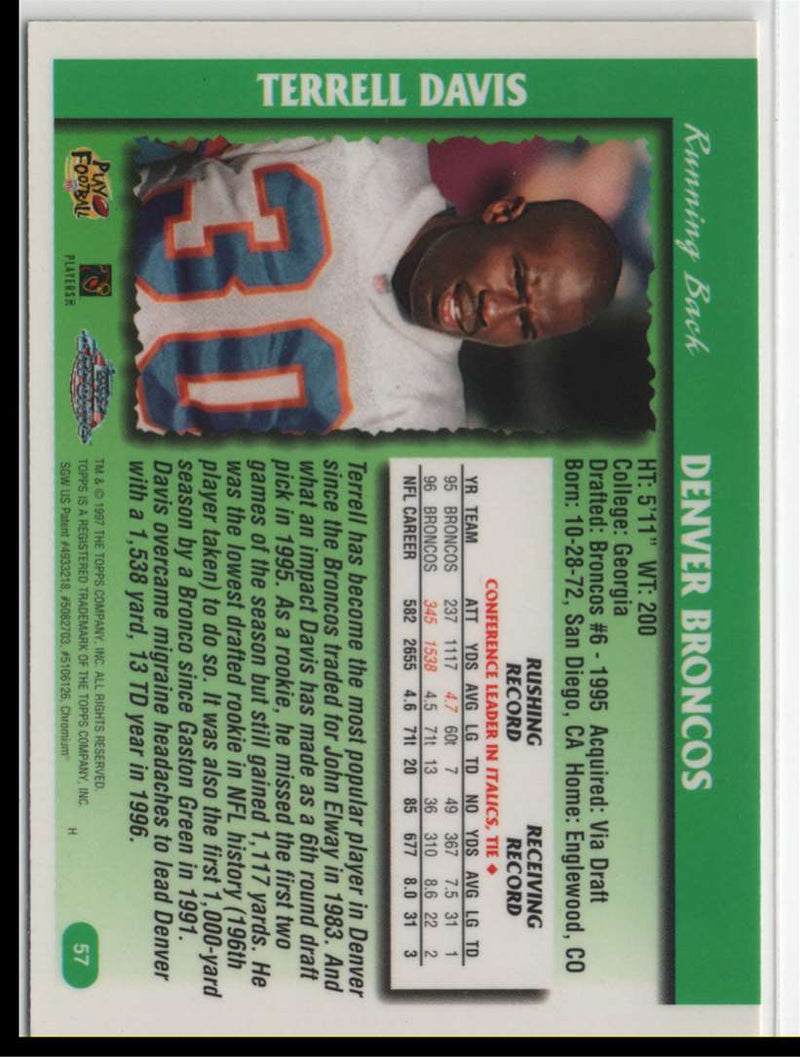 TERRELL DAVIS
Running Back
DENVER BRONCOS
30
HT: 5'11" WT: 200
College: Georgia
Drafted: Broncos #6 - 1995 Acquired: Via Draft
Born: 10-28-72, San Diego, CA Home: Englewood, CO
RUSHING RECORD
RECEIVING RECORD
CONFERENCE LEADER IN ITALICS, TIE ♦
YR TEAM ATT YDS AVG LG TD NO YDS AVG LG TD
95 BRONCOS 237 1117 4.7 60t 7 49 367 7.5 31 1
96 BRONCOS 345 1538 4.5 71t 13 36 310 8.6 22 2
NFL CAREER 582 2655 4.6 71t 20 85 677 8.0 31 3
Terrell has become the most popular player in Denver
since the Broncos traded for John Elway in 1983. And
what an impact Davis has made as a 6th round draft
pick in 1995. As a rookie, he missed the first two
games of the season but still gained 1,117 yards. He
was the lowest drafted rookie in NFL history (196th
player taken) to do so. It was also the first 1,000-yard
season by a Bronco since Gaston Green in 1991.
Davis overcame migraine headaches to lead Denver
with a 1,538 yard, 13 TD year in 1996.
PLAY FOOTBALL
PLAYERS
TM & © 1997 THE TOPPS COMPANY, INC. ALL RIGHTS RESERVED.
TOPPS IS A REGISTERED TRADEMARK OF THE TOPPS COMPANY, INC.
SGW US Patent #4933218, #5082703, #5106126. Chromium™
H
57